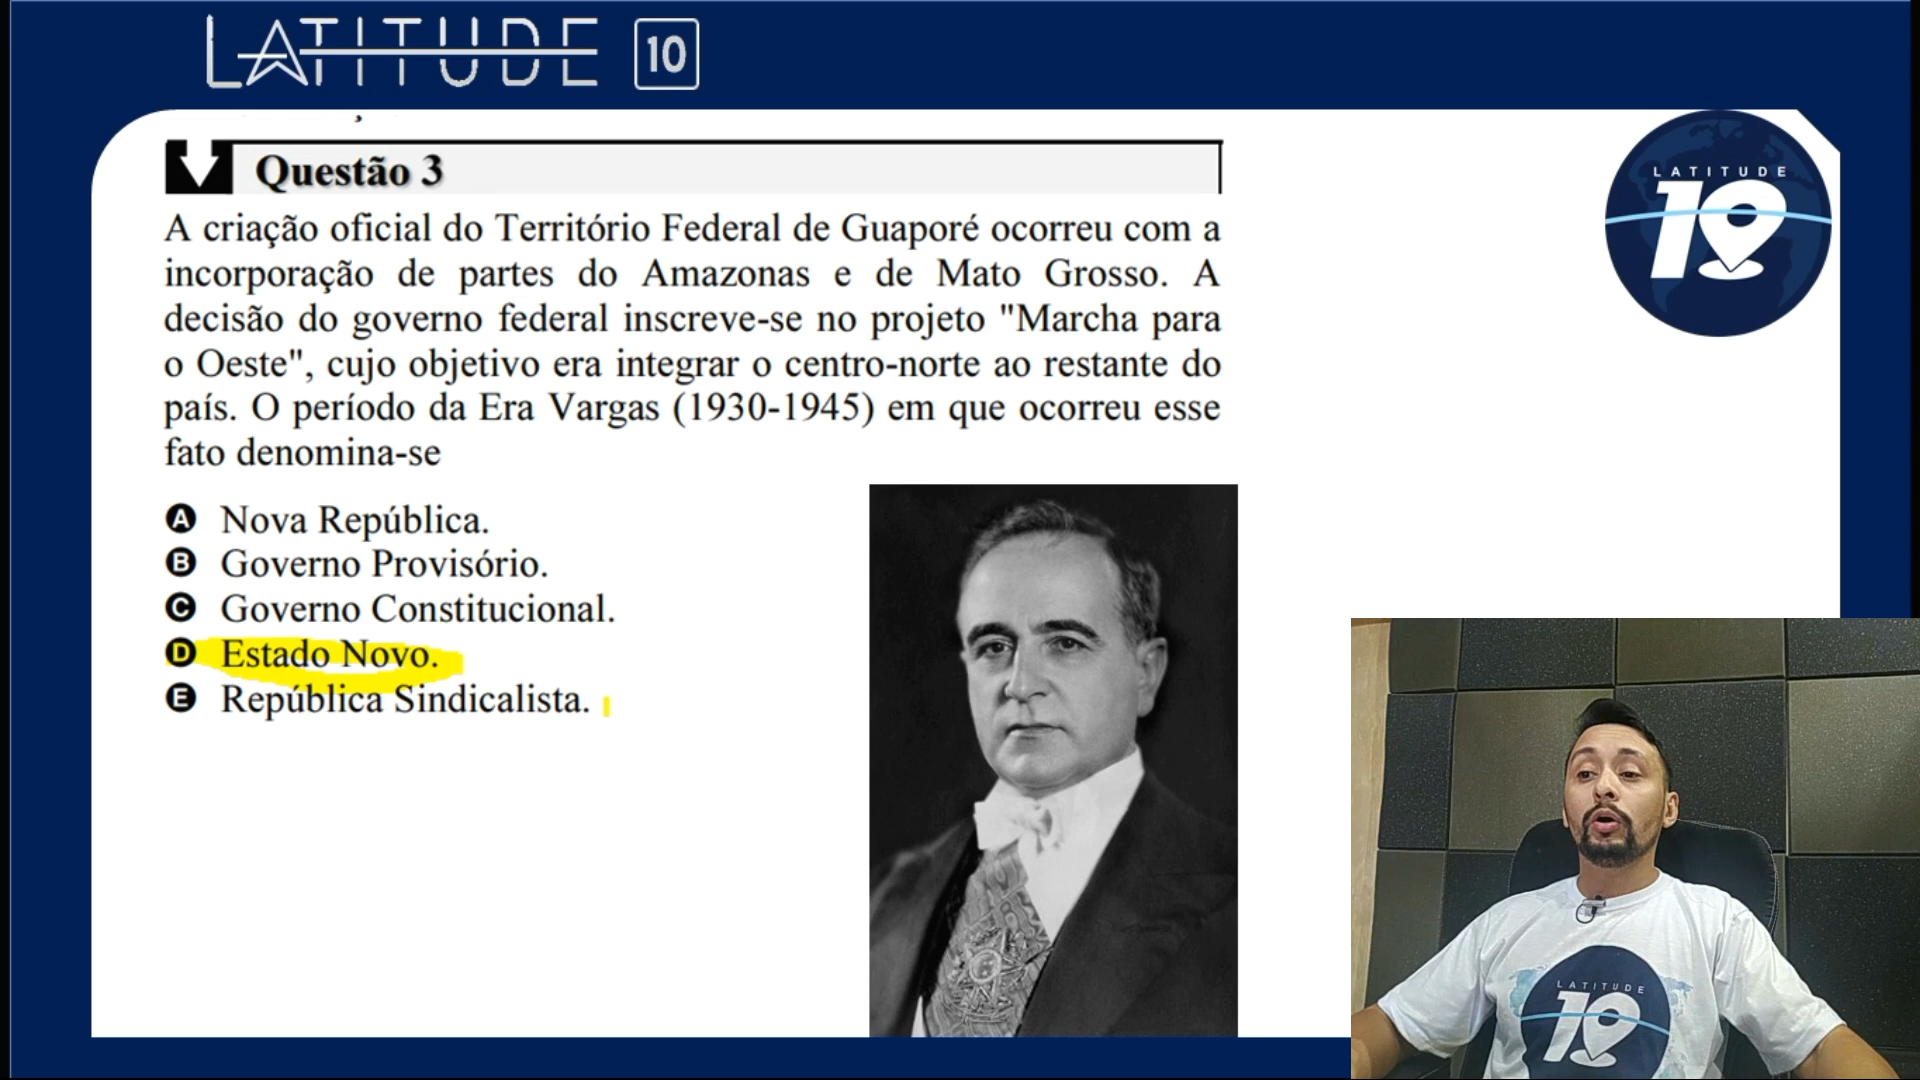 LATITUDE 10
LATITUDE
10
Questão 3
A criação oficial do Território Federal de Guaporé ocorreu com a
incorporação de partes do Amazonas e de Mato Grosso. A
decisão do governo federal inscreve-se no projeto "Marcha para
o Oeste", cujo objetivo era integrar o centro-norte ao restante do
país. O período da Era Vargas (1930-1945) em que ocorreu esse
fato denomina-se
A Nova República.
B Governo Provisório.
C Governo Constitucional.
D Estado Novo.
E República Sindicalista.
LATITUDE
10